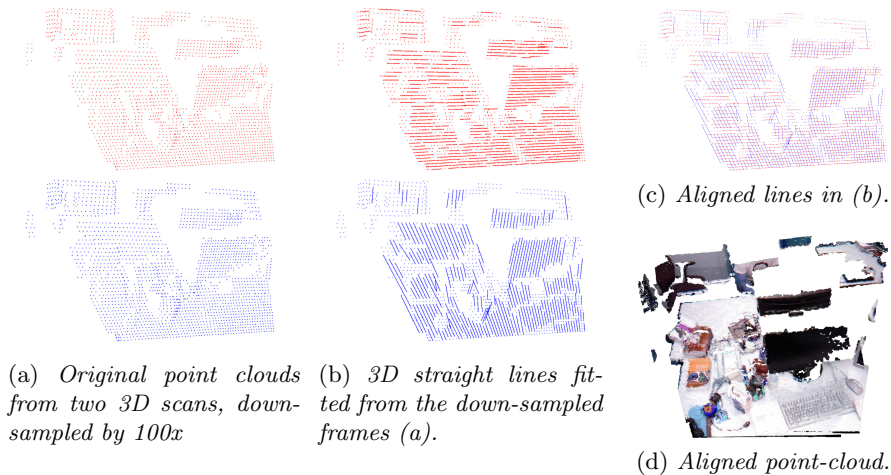 (c) Aligned lines in (b).
(a) Original point clouds
from two 3D scans, down-
sampled by 100x
(b) 3D straight lines fit-
ted from the down-sampled
frames (a).
(d) Aligned point-cloud.